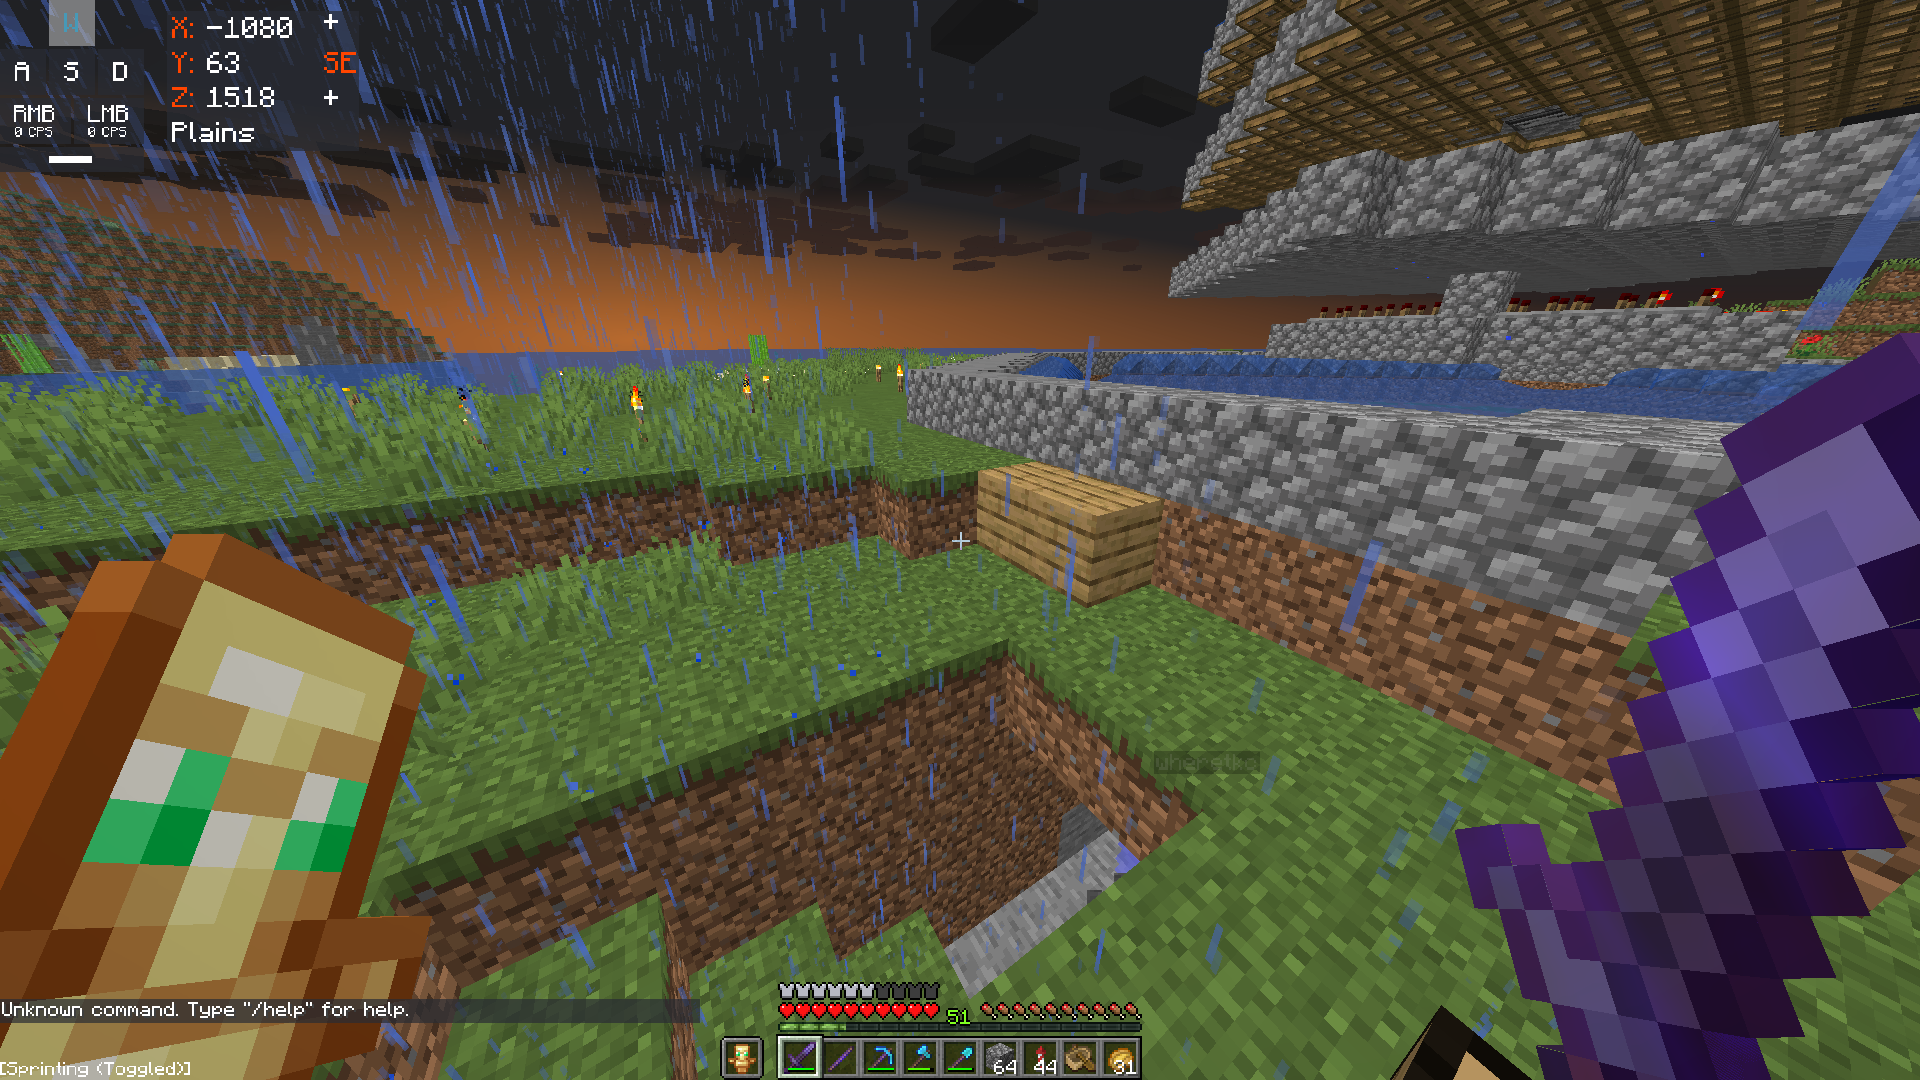 W
A S D
RMB LMB
0 CPS 0 CPS
X: -1080 +
Y: 63 SE
Z: 1518 +
Plains
Unknown command. Type "/help" for help.
51
[Sprinting (Toggled)]
64 44 31